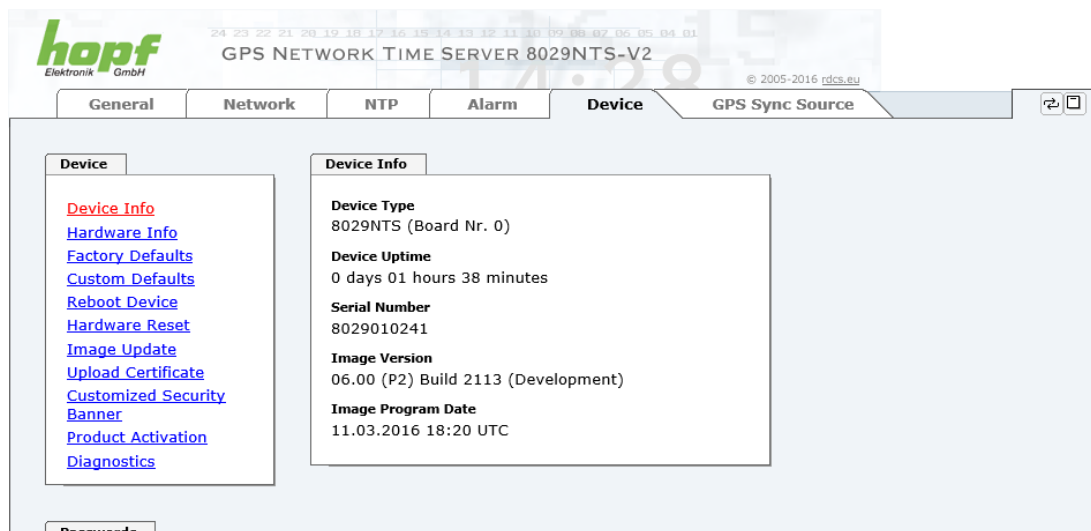 hopf
Elektronik GmbH
24 23 22 21 20 19 18 17 16 15 14 13 12 11 10 09 08 07 06 05 04 01
GPS NETWORK TIME SERVER 8029NTS-V2
14:28
© 2005-2016 rdcs.eu
General Network NTP Alarm Device GPS Sync Source
Device
Device Info
Hardware Info
Factory Defaults
Custom Defaults
Reboot Device
Hardware Reset
Image Update
Upload Certificate
Customized Security
Banner
Product Activation
Diagnostics
Device Info
Device Type
8029NTS (Board Nr. 0)
Device Uptime
0 days 01 hours 38 minutes
Serial Number
8029010241
Image Version
06.00 (P2) Build 2113 (Development)
Image Program Date
11.03.2016 18:20 UTC
Passwords